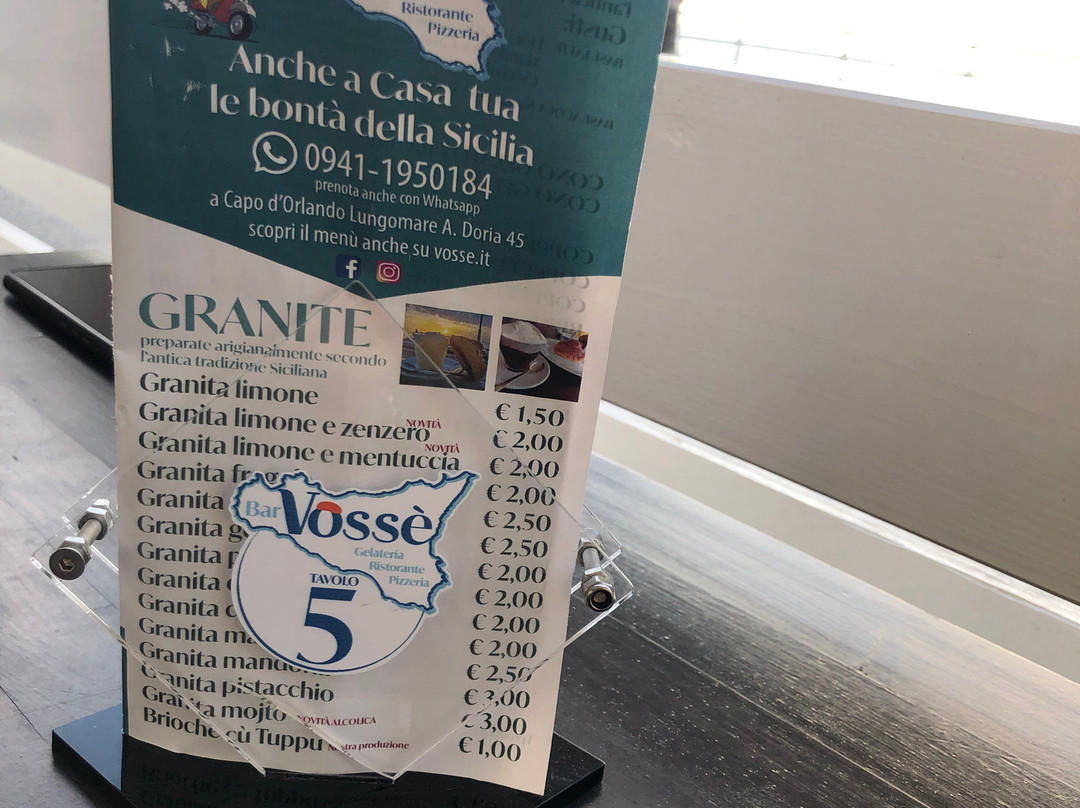 Ristorante
Pizzeria
Anche a Casa tua
le bontà della Sicilia
0941-1950184
prenota anche con Whatsapp
a Capo d'Orlando Lungomare A. Doria 45
scopri il menù anche su vosse.it
GRANITE
preparate arigianalmente secondo
l'antica tradizione Siciliana
Granita limone € 1,50
Granita limone e zenzero NOVITÀ € 2,00
Granita limone e mentuccia NOVITÀ € 2,00
Granita € 2,00
Granita € 2,50
Granita € 2,50
Granita € 2,00
Granita € 2,00
Granita € 2,00
Granita € 2,00
Granita € 2,50
Granita pistacchio € 3,00
Granita mojto NOVITÀ ALCOLICA € 3,00
Brioche cù Tuppu Nostra produzione € 1,00
Bar Vossè
Gelateria
Ristorante
Pizzeria
TAVOLO
5